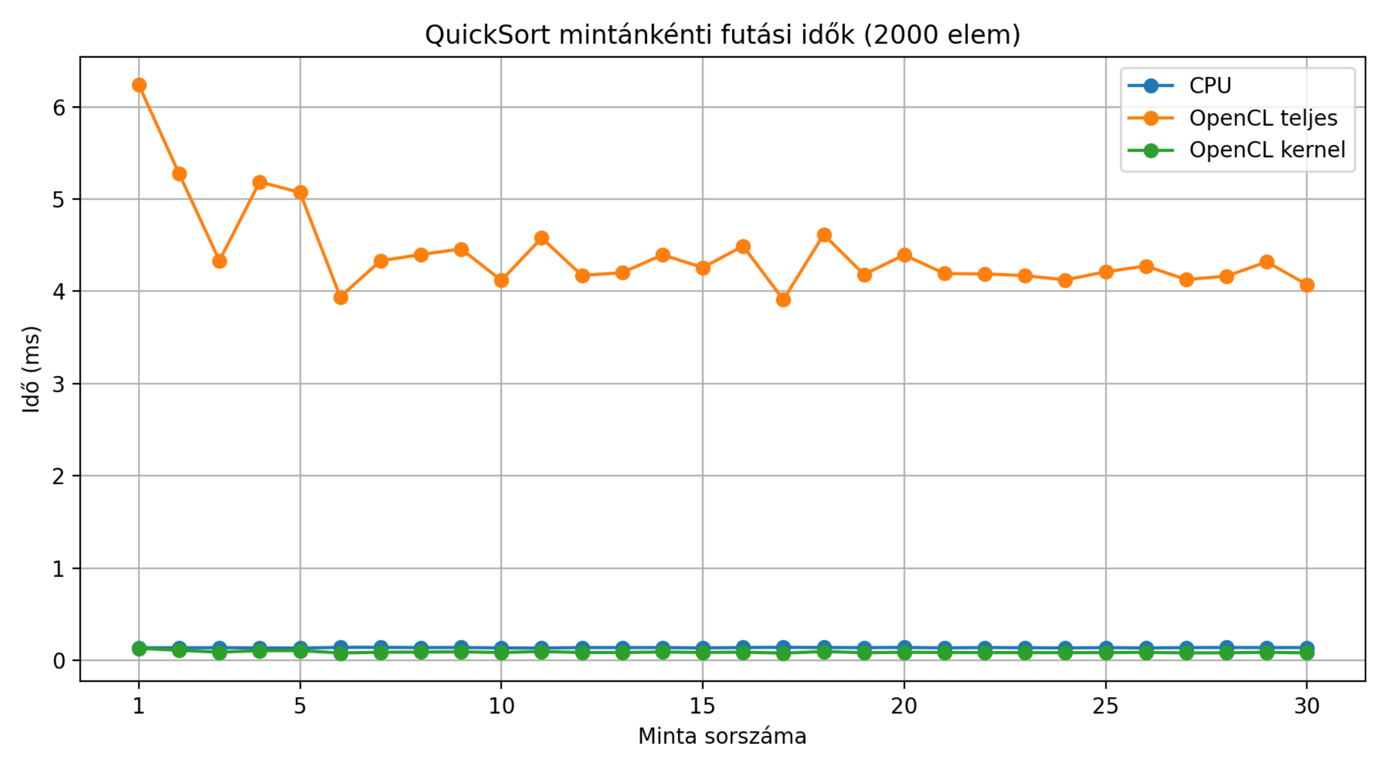 QuickSort mintánkénti futási idők (2000 elem)
CPU
OpenCL teljes
OpenCL kernel
Idő (ms)
6
5
4
3
2
1
0
1
5
10
15
20
25
30
Minta sorszáma